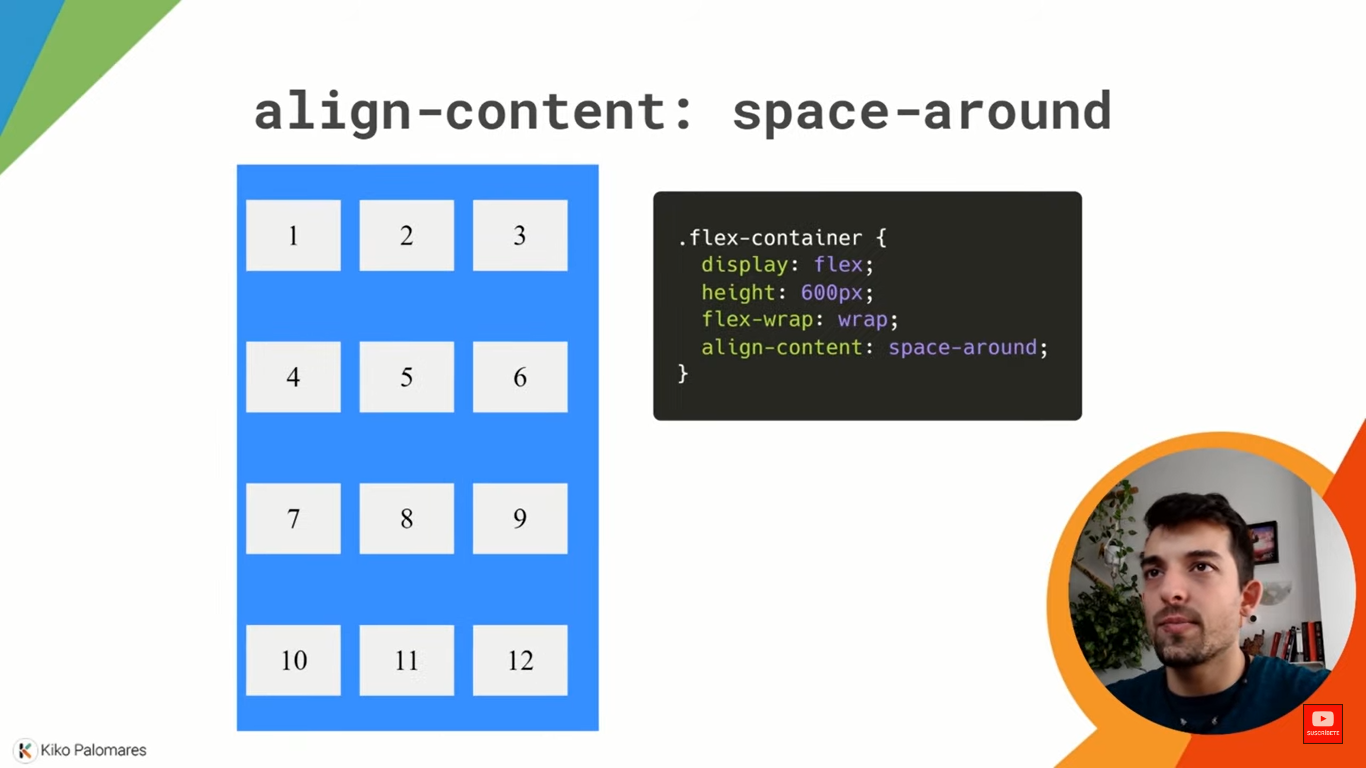 align-content: space-around
1 2 3
4 5 6
7 8 9
10 11 12
.flex-container {
display: flex;
height: 600px;
flex-wrap: wrap;
align-content: space-around;
}
Kiko Palomares
SUSCRÍBETE